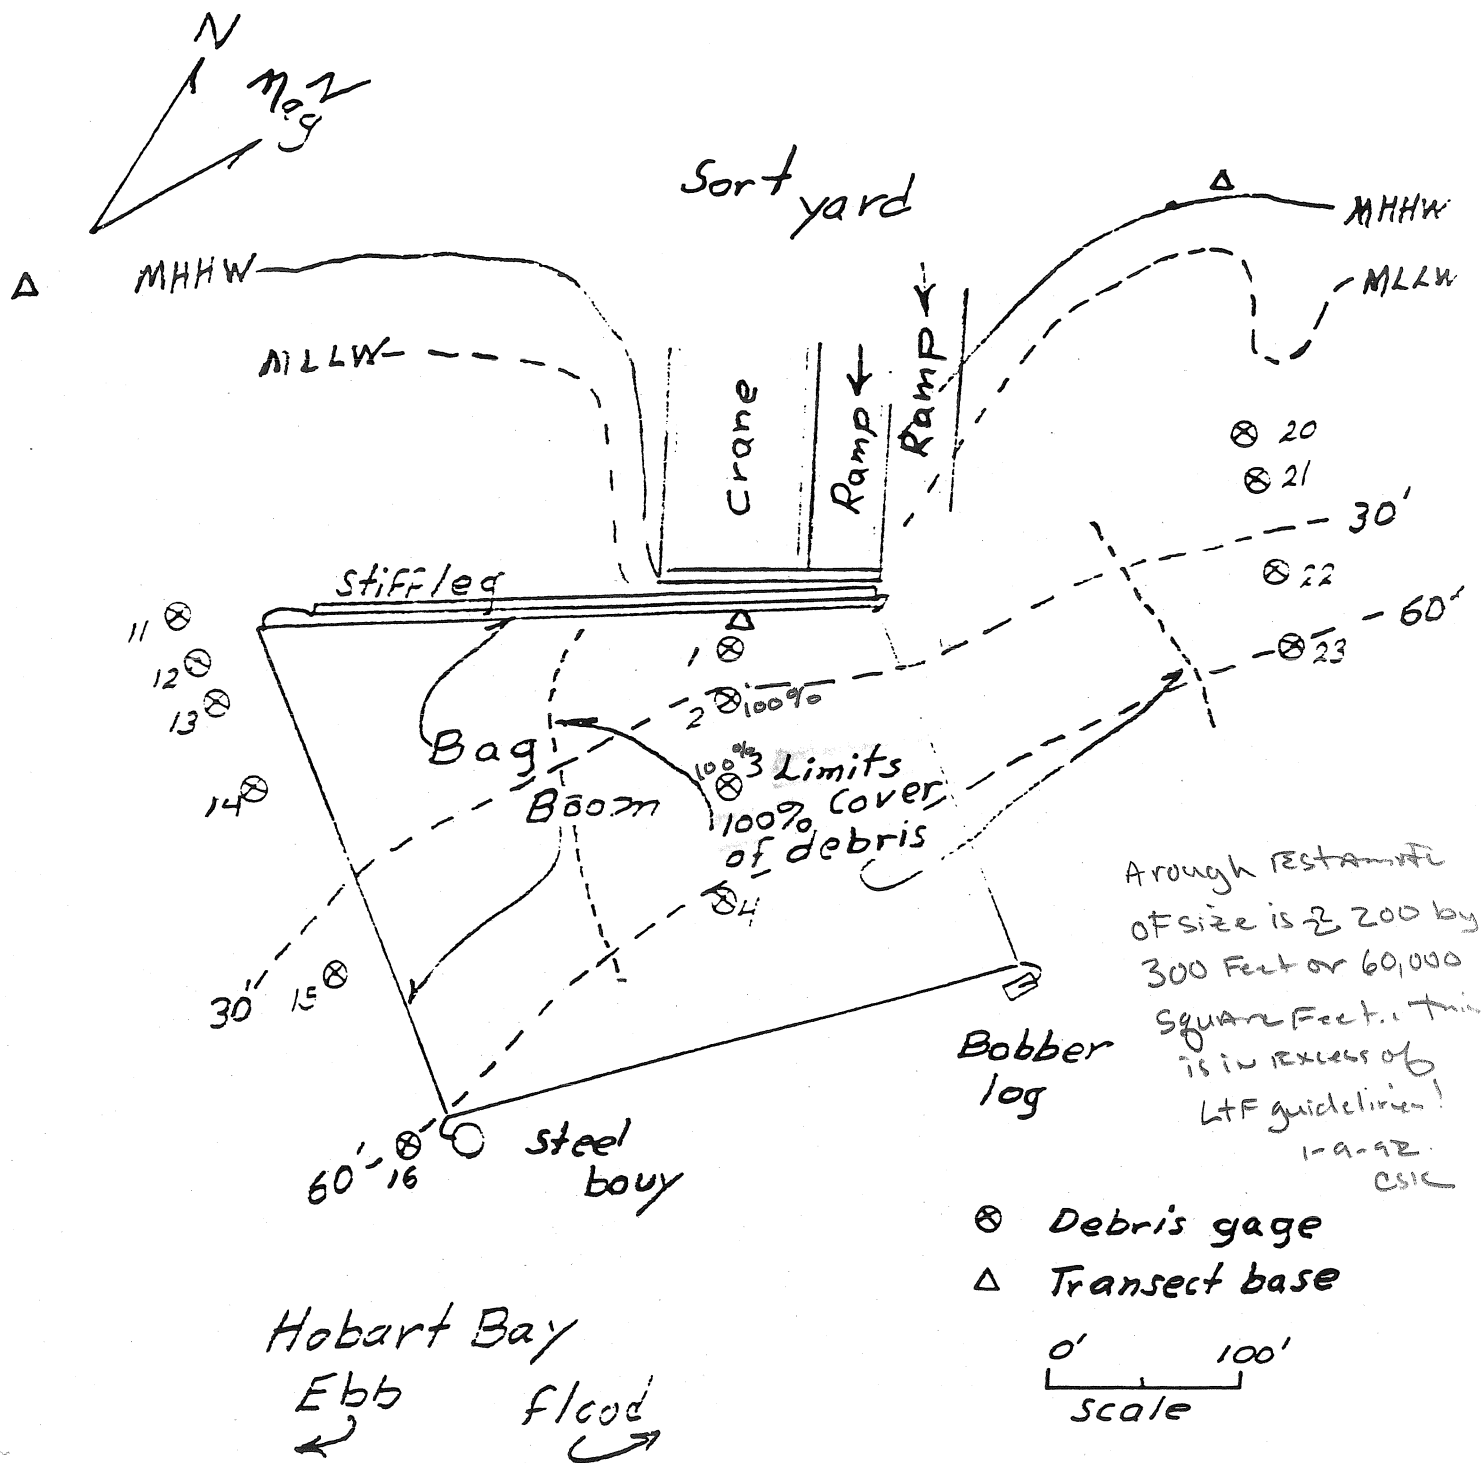 N
Mag N
Sort
yard
MHHW
MHHW
MLLW
MLLW
Crane
Ramp
Ramp
20
21
30'
22
60'
23
Stiffleg
11
12
13
14
15
1
2 100%
Bag
Boom
100% 3 Limits
100% Cover
of debris
4
30'
60'
16
Steel
bouy
Bobber
log
A rough
of size is 200 by
300 Feet or 60,000
Square Feet..
is in Excess of
LTF guidelines!
1-9-92
Debris gage
Transect base
Hobart Bay
Ebb
flood
0' 100'
Scale